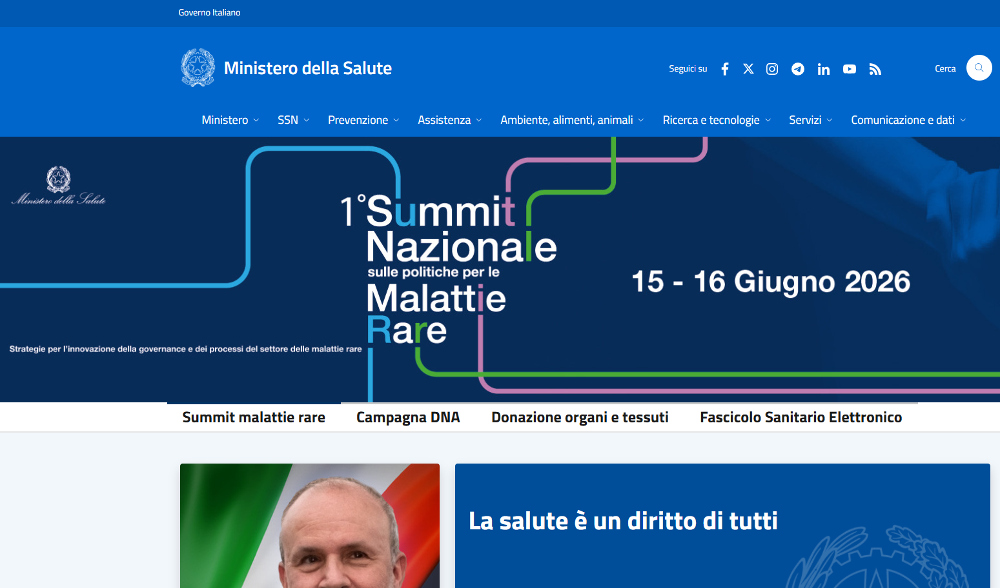 Governo Italiano
Ministero della Salute
Seguici su
Cerca
Ministero
SSN
Prevenzione
Assistenza
Ambiente, alimenti, animali
Ricerca e tecnologie
Servizi
Comunicazione e dati
Ministero della Salute
1°Summit
Nazionale
sulle politiche per le
Malattie
Rare
15 - 16 Giugno 2026
Strategie per l'innovazione della governance e dei processi del settore delle malattie rare
Summit malattie rare
Campagna DNA
Donazione organi e tessuti
Fascicolo Sanitario Elettronico
La salute è un diritto di tutti